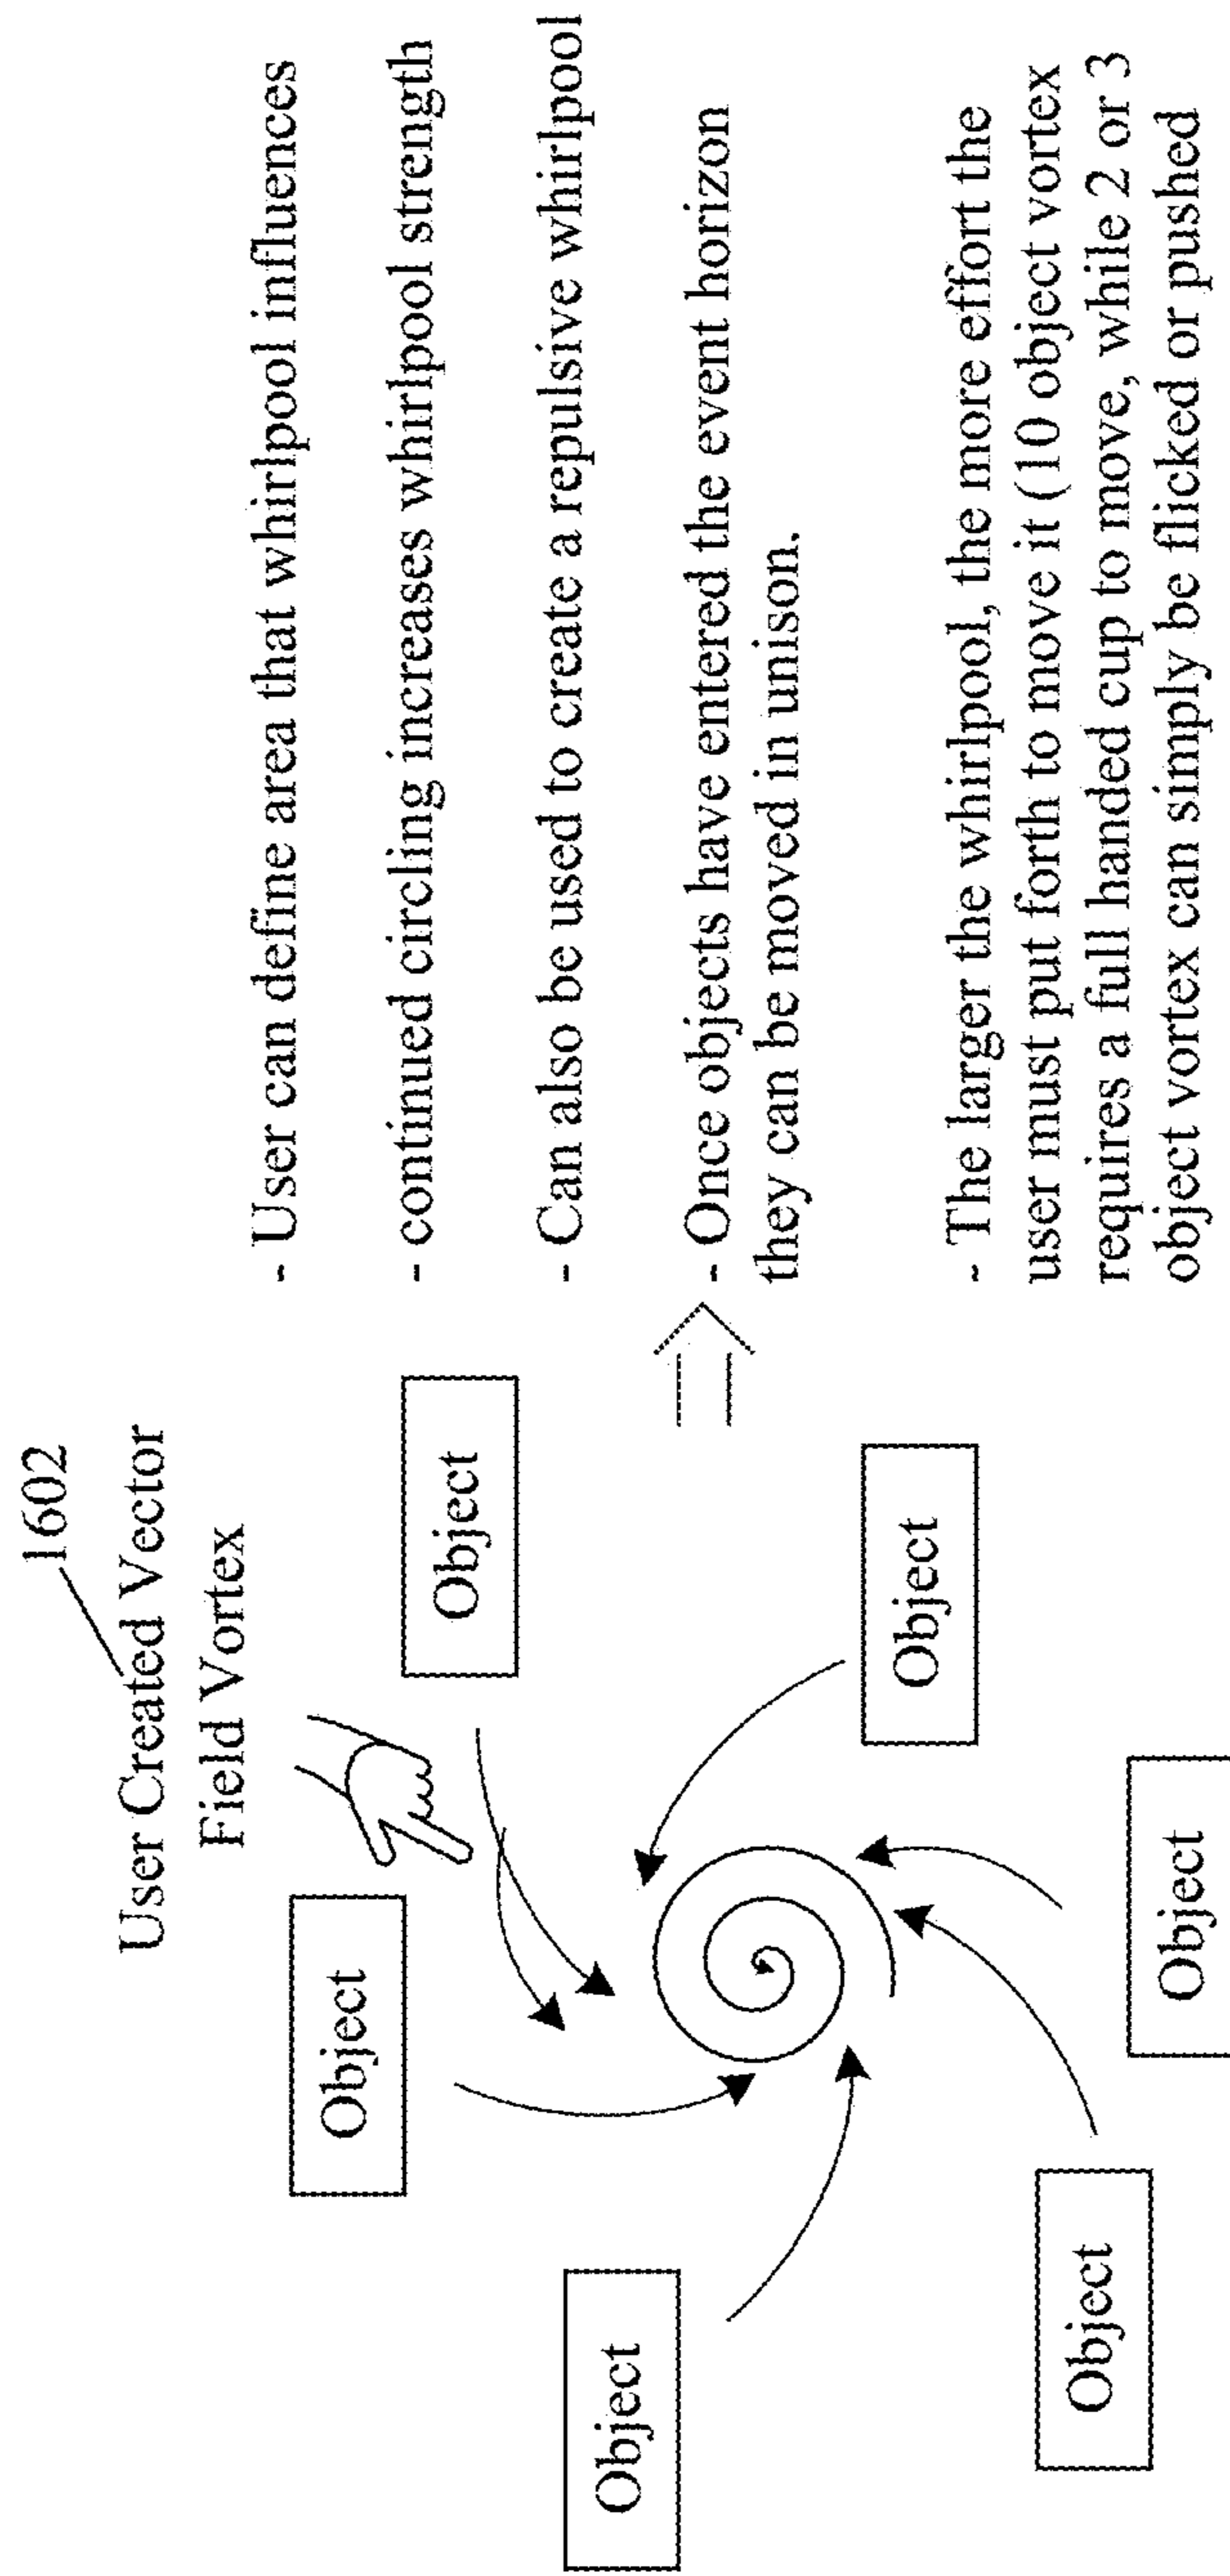 1602
User Created Vector
Field Vortex
Object
Object
Object
Object
Object
Object
- User can define area that whirlpool influences
- continued circling increases whirlpool strength
- Can also be used to create a repulsive whirlpool
- Once objects have entered the event horizon
they can be moved in unison.
- The larger the whirlpool, the more effort the
user must put forth to move it (10 object vortex
requires a full handed cup to move, while 2 or 3
object vortex can simply be flicked or pushed